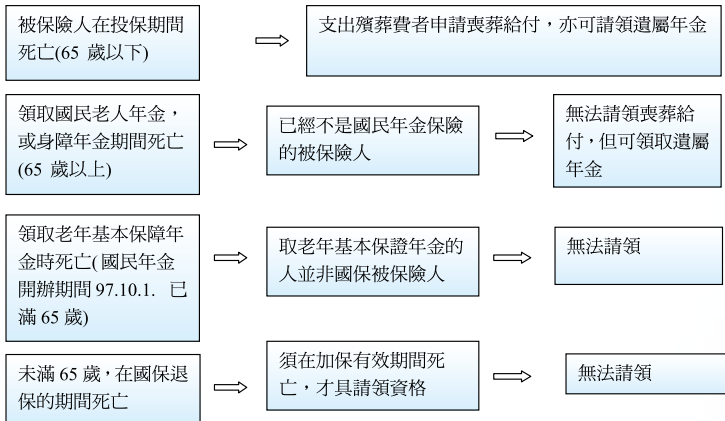 被保險人在投保期間
死亡(65 歲以下)
支出殯葬費者申請喪葬給付，亦可請領遺屬年金
領取國民老人年金，
或身障年金期間死亡
(65 歲以上)
已經不是國民年金保險
的被保險人
無法請領喪葬給
付，但可領取遺屬
年金
領取老年基本保障年
金時死亡(國民年金
開辦期間 97.10.1. 已
滿 65 歲)
取老年基本保證年金的
人並非國保被保險人
無法請領
未滿 65 歲，在國保退
保的期間死亡
須在加保有效期間死
亡，才具請領資格
無法請領